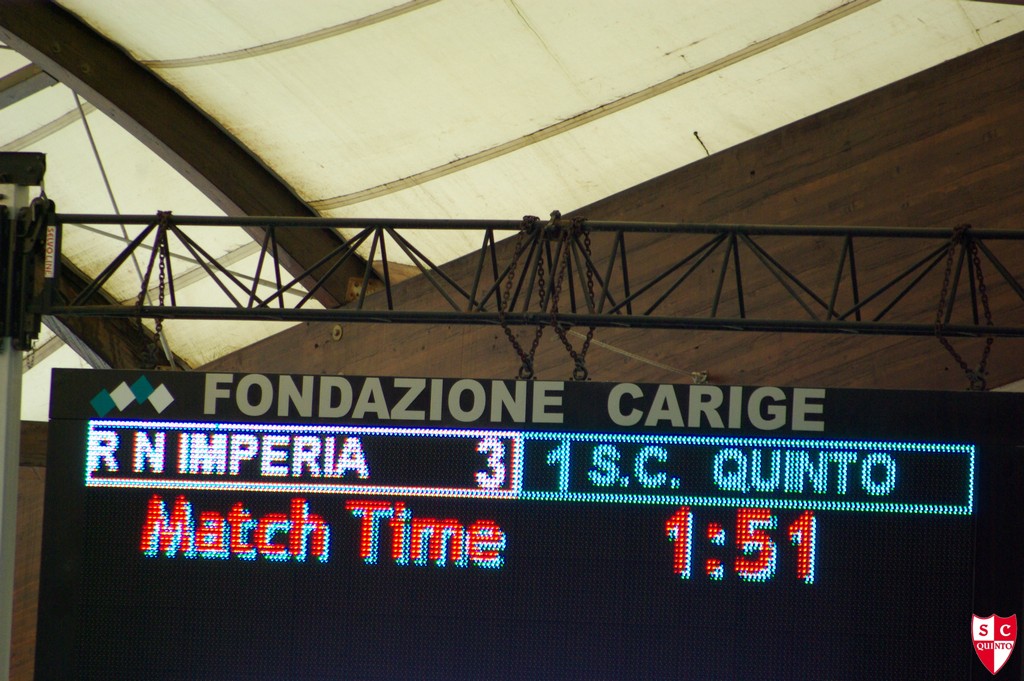 FONDAZIONE CARIGE
R N IMPERIA 3 1 S.C. QUINTO
Match Time 1:51
S C
QUINTO